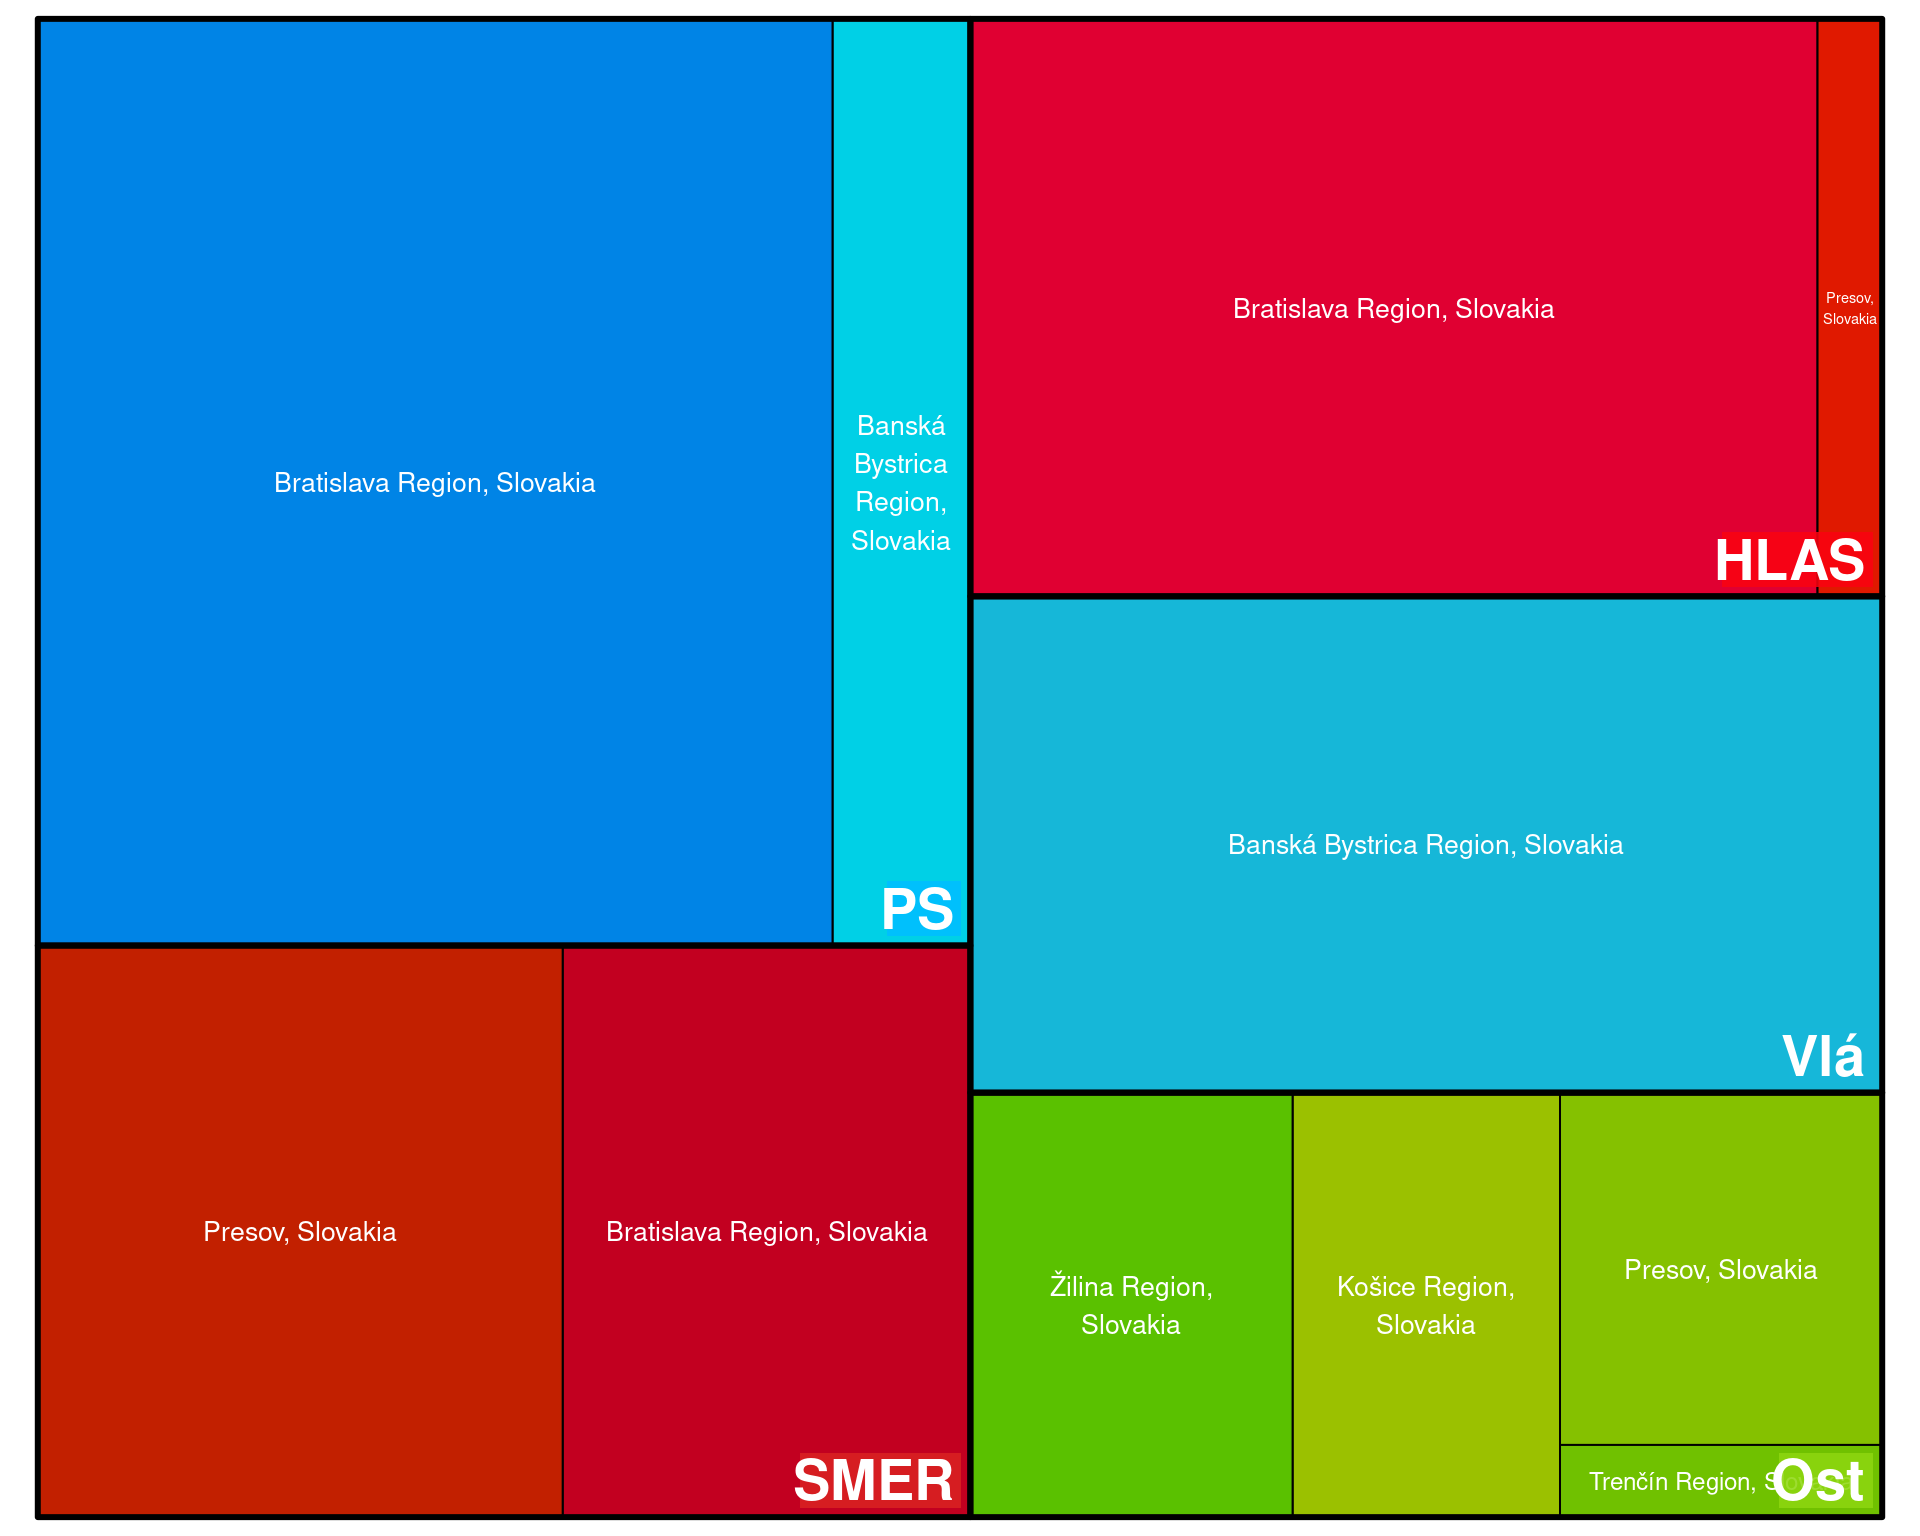 Bratislava Region, Slovakia
Banská
Bystrica
Region,
Slovakia
PS
Presov, Slovakia
Bratislava Region, Slovakia
SMER
Bratislava Region, Slovakia
Presov,
Slovakia
HLAS
Banská Bystrica Region, Slovakia
Vlá
Žilina Region,
Slovakia
Košice Region,
Slovakia
Presov, Slovakia
Trenčín Region,
Ost